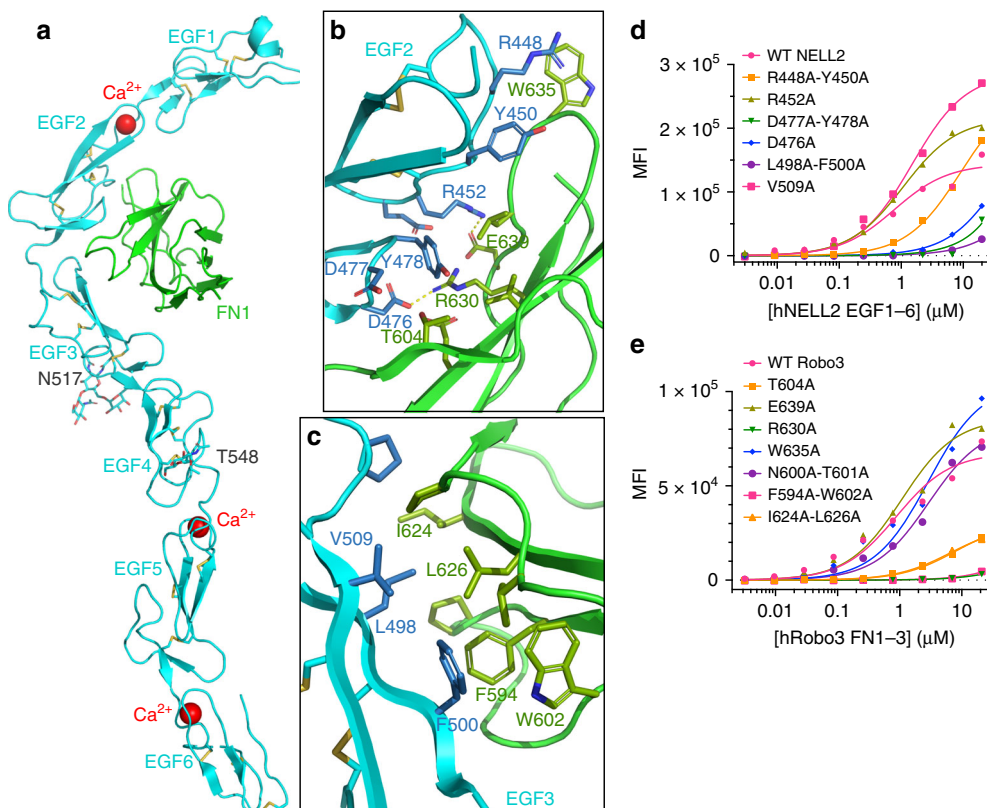 a
EGF1
Ca2+
EGF2
FN1
EGF3
N517
EGF4
T548
Ca2+
EGF5
Ca2+
EGF6
b
EGF2
R448
W635
Y450
R452
E639
D477
Y478
R630
D476
T604
c
I624
V509
L626
L498
F594
F500
W602
EGF3
d
3 × 10⁵
2 × 10⁵
1 × 10⁵
0
MFI
WT NELL2
R448A-Y450A
R452A
D477A-Y478A
D476A
L498A-F500A
V509A
0.01
0.1
1
10
[hNELL2 EGF1–6] (μM)
e
1 × 10⁵
5 × 10⁴
0
MFI
WT Robo3
T604A
E639A
R630A
W635A
N600A-T601A
F594A-W602A
I624A-L626A
0.01
0.1
1
10
[hRobo3 FN1–3] (μM)